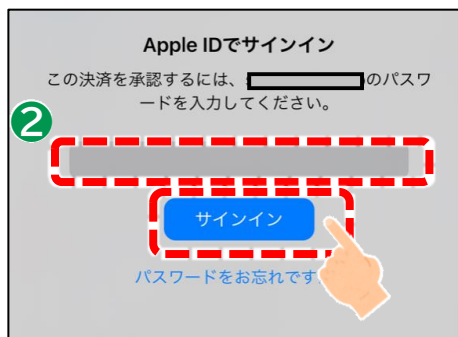 Apple IDでサインイン
この決済を承認するには、のパスワ
ードを入力してください。
2
サインイン
パスワードをお忘れです